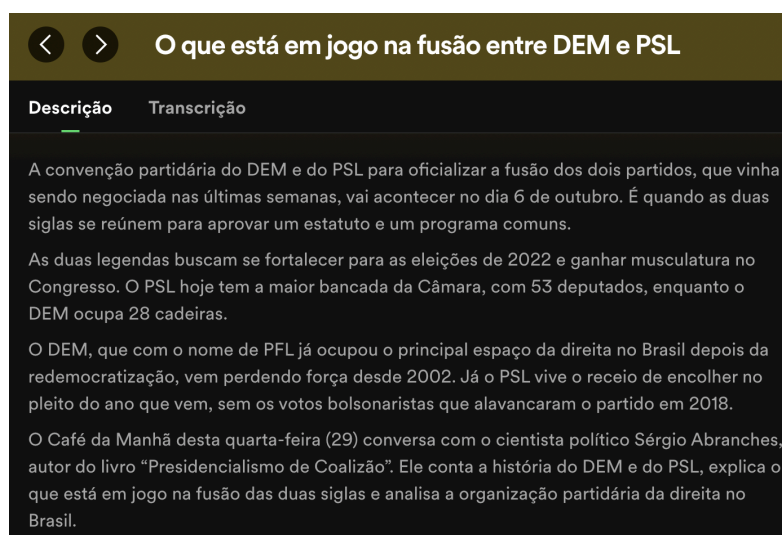 O que está em jogo na fusão entre DEM e PSL
Descrição Transcrição
A convenção partidária do DEM e do PSL para oficializar a fusão dos dois partidos, que vinha
sendo negociada nas últimas semanas, vai acontecer no dia 6 de outubro. É quando as duas
siglas se reúnem para aprovar um estatuto e um programa comuns.
As duas legendas buscam se fortalecer para as eleições de 2022 e ganhar musculatura no
Congresso. O PSL hoje tem a maior bancada da Câmara, com 53 deputados, enquanto o
DEM ocupa 28 cadeiras.
O DEM, que com o nome de PFL já ocupou o principal espaço da direita no Brasil depois da
redemocratização, vem perdendo força desde 2002. Já o PSL vive o receio de encolher no
pleito do ano que vem, sem os votos bolsonaristas que alavancaram o partido em 2018.
O Café da Manhã desta quarta-feira (29) conversa com o cientista político Sérgio Abranches,
autor do livro “Presidencialismo de Coalizão”. Ele conta a história do DEM e do PSL, explica o
que está em jogo na fusão das duas siglas e analisa a organização partidária da direita no
Brasil.